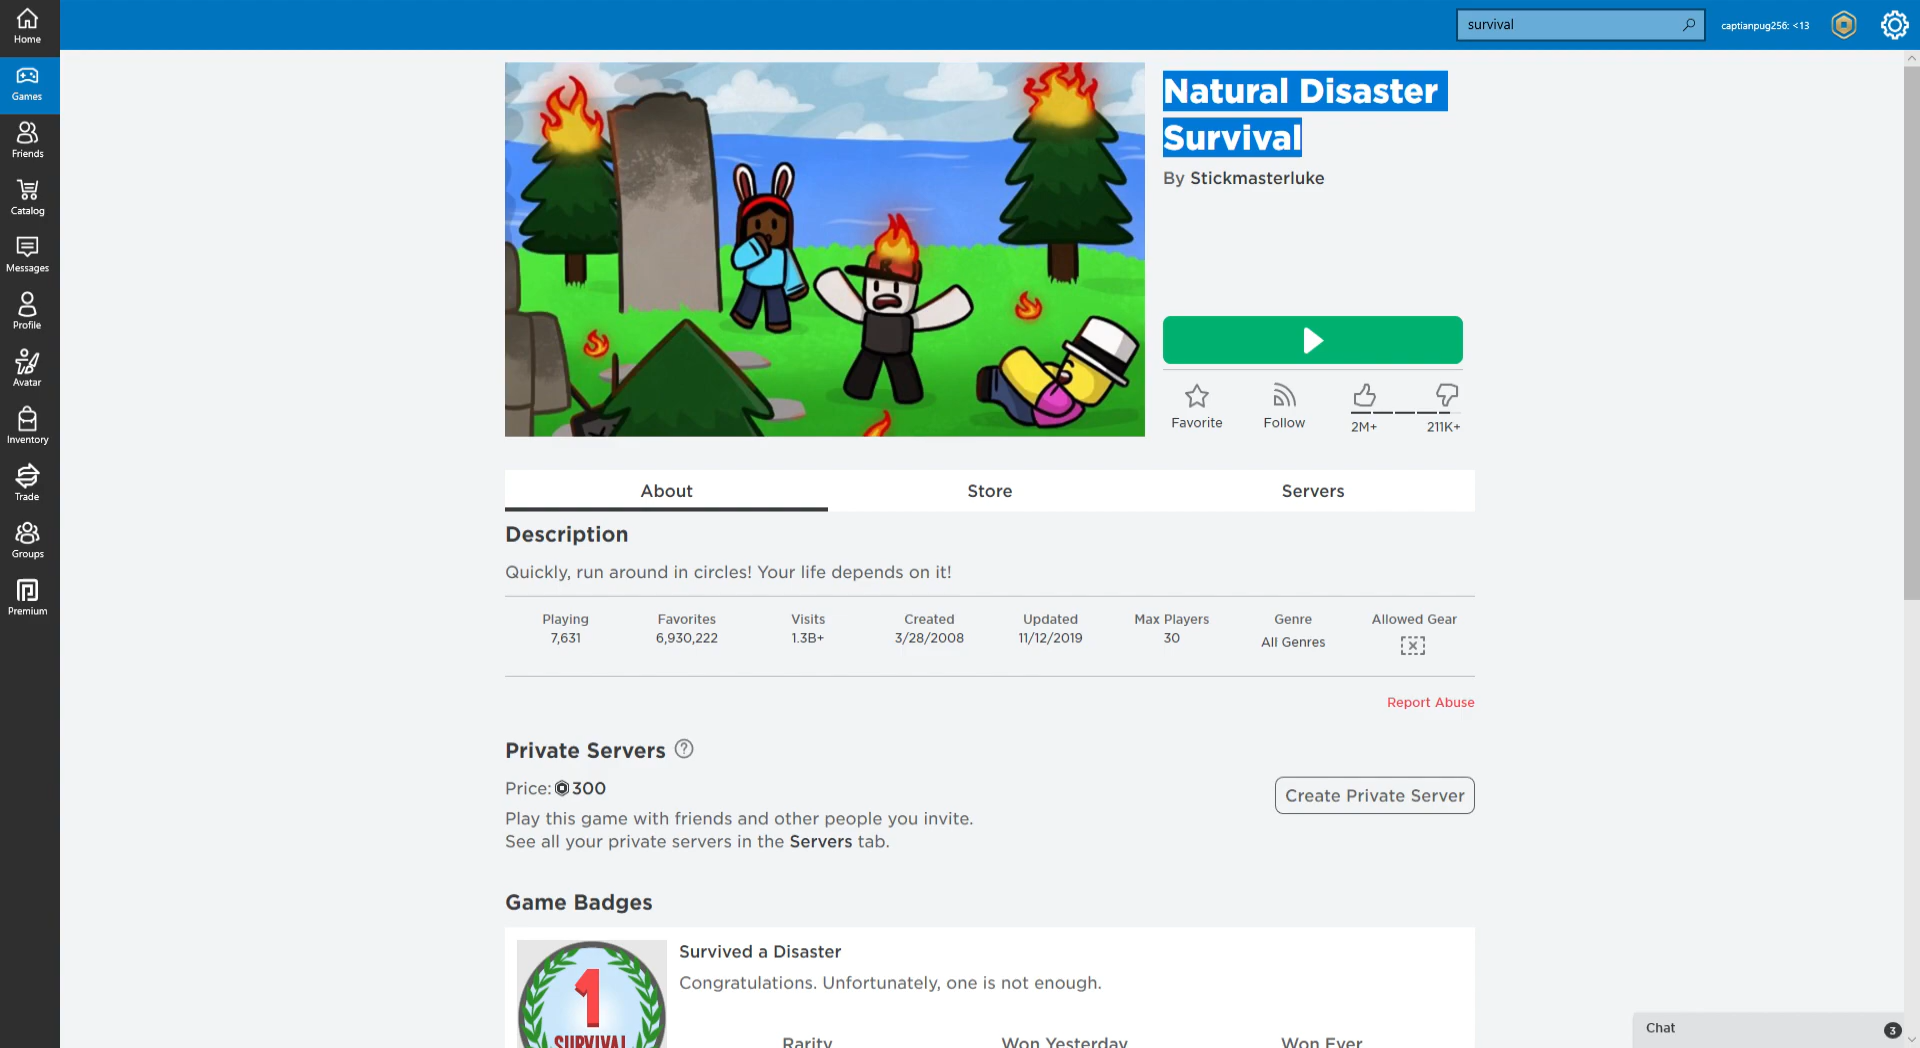 survival
captianpug256: <13
Home
Games
Friends
Catalog
Messages
Profile
Avatar
Inventory
Trade
Groups
Premium
Natural Disaster
Survival
By Stickmasterluke
Favorite
Follow
2M+
211K+
About
Store
Servers
Description
Quickly, run around in circles! Your life depends on it!
Playing
7,631
Favorites
6,930,222
Visits
1.3B+
Created
3/28/2008
Updated
11/12/2019
Max Players
30
Genre
All Genres
Allowed Gear
Report Abuse
Private Servers
Price: 300
Create Private Server
Play this game with friends and other people you invite.
See all your private servers in the Servers tab.
Game Badges
1
SURVIVAL
Survived a Disaster
Congratulations. Unfortunately, one is not enough.
Rarity
Won Yesterday
Won Ever
Chat
3